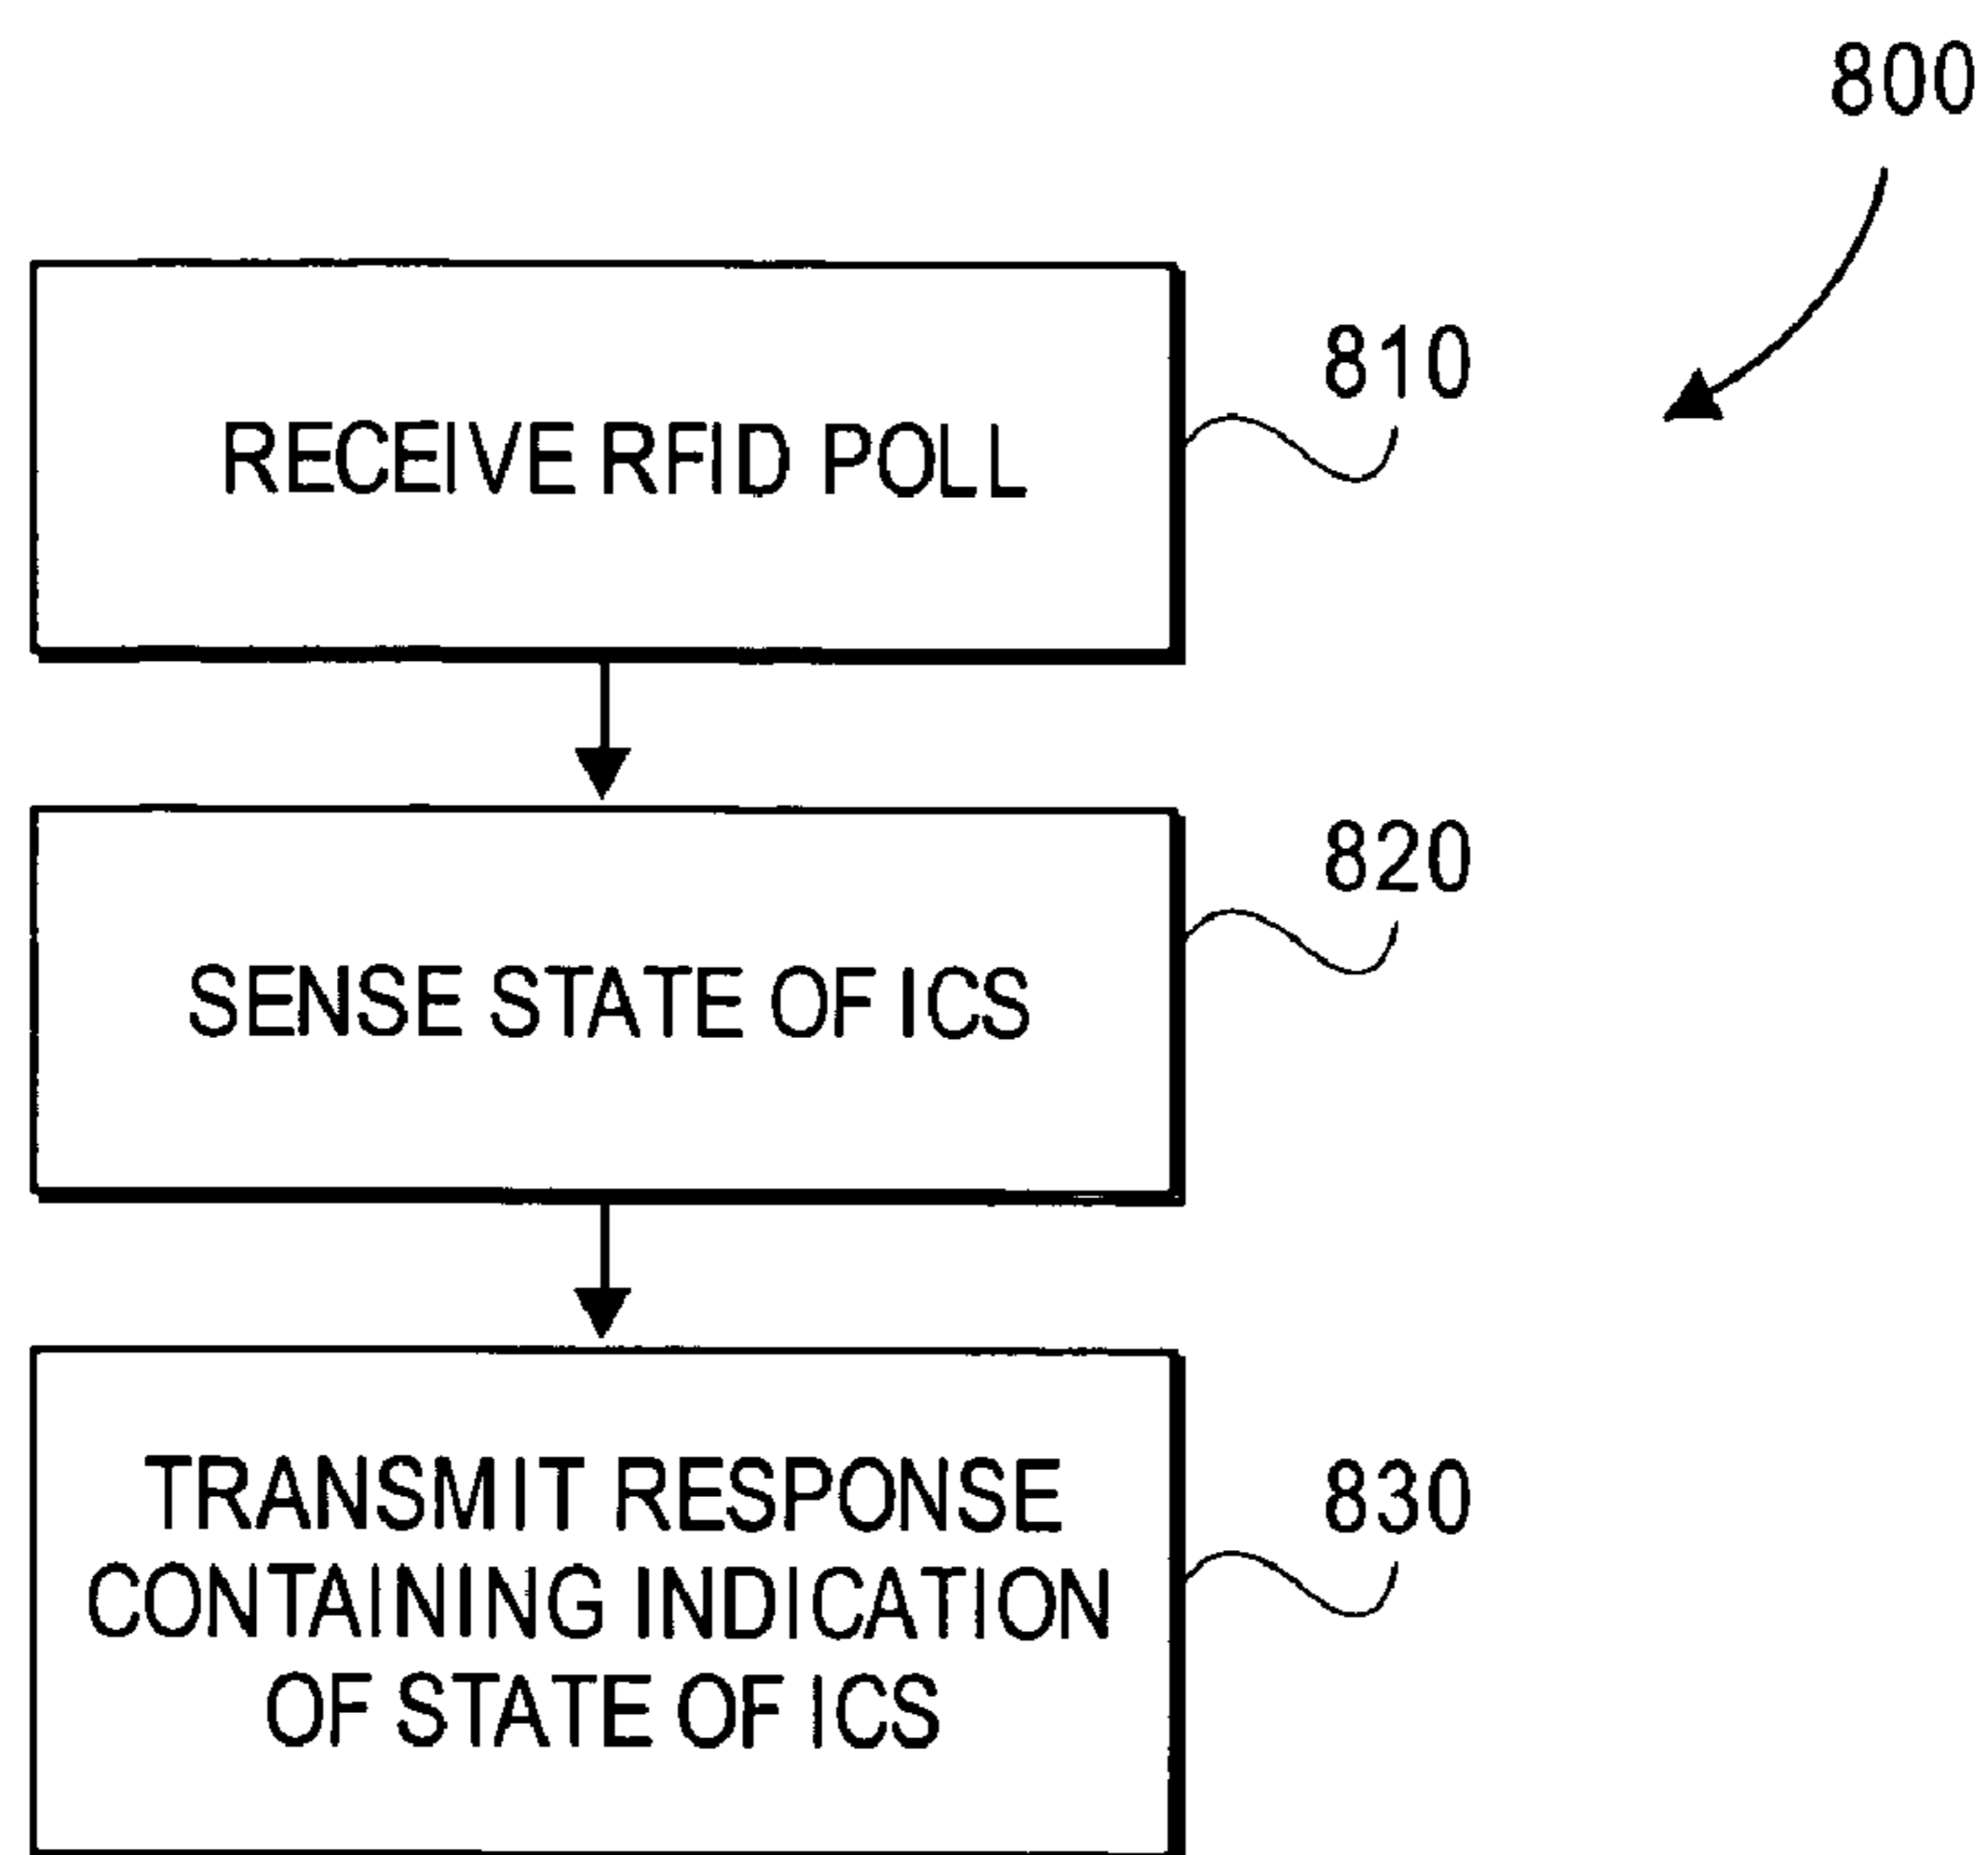 800
RECEIVE RFID POLL
810
SENSE STATE OF ICS
820
TRANSMIT RESPONSE
CONTAINING INDICATION
OF STATE OF ICS
830